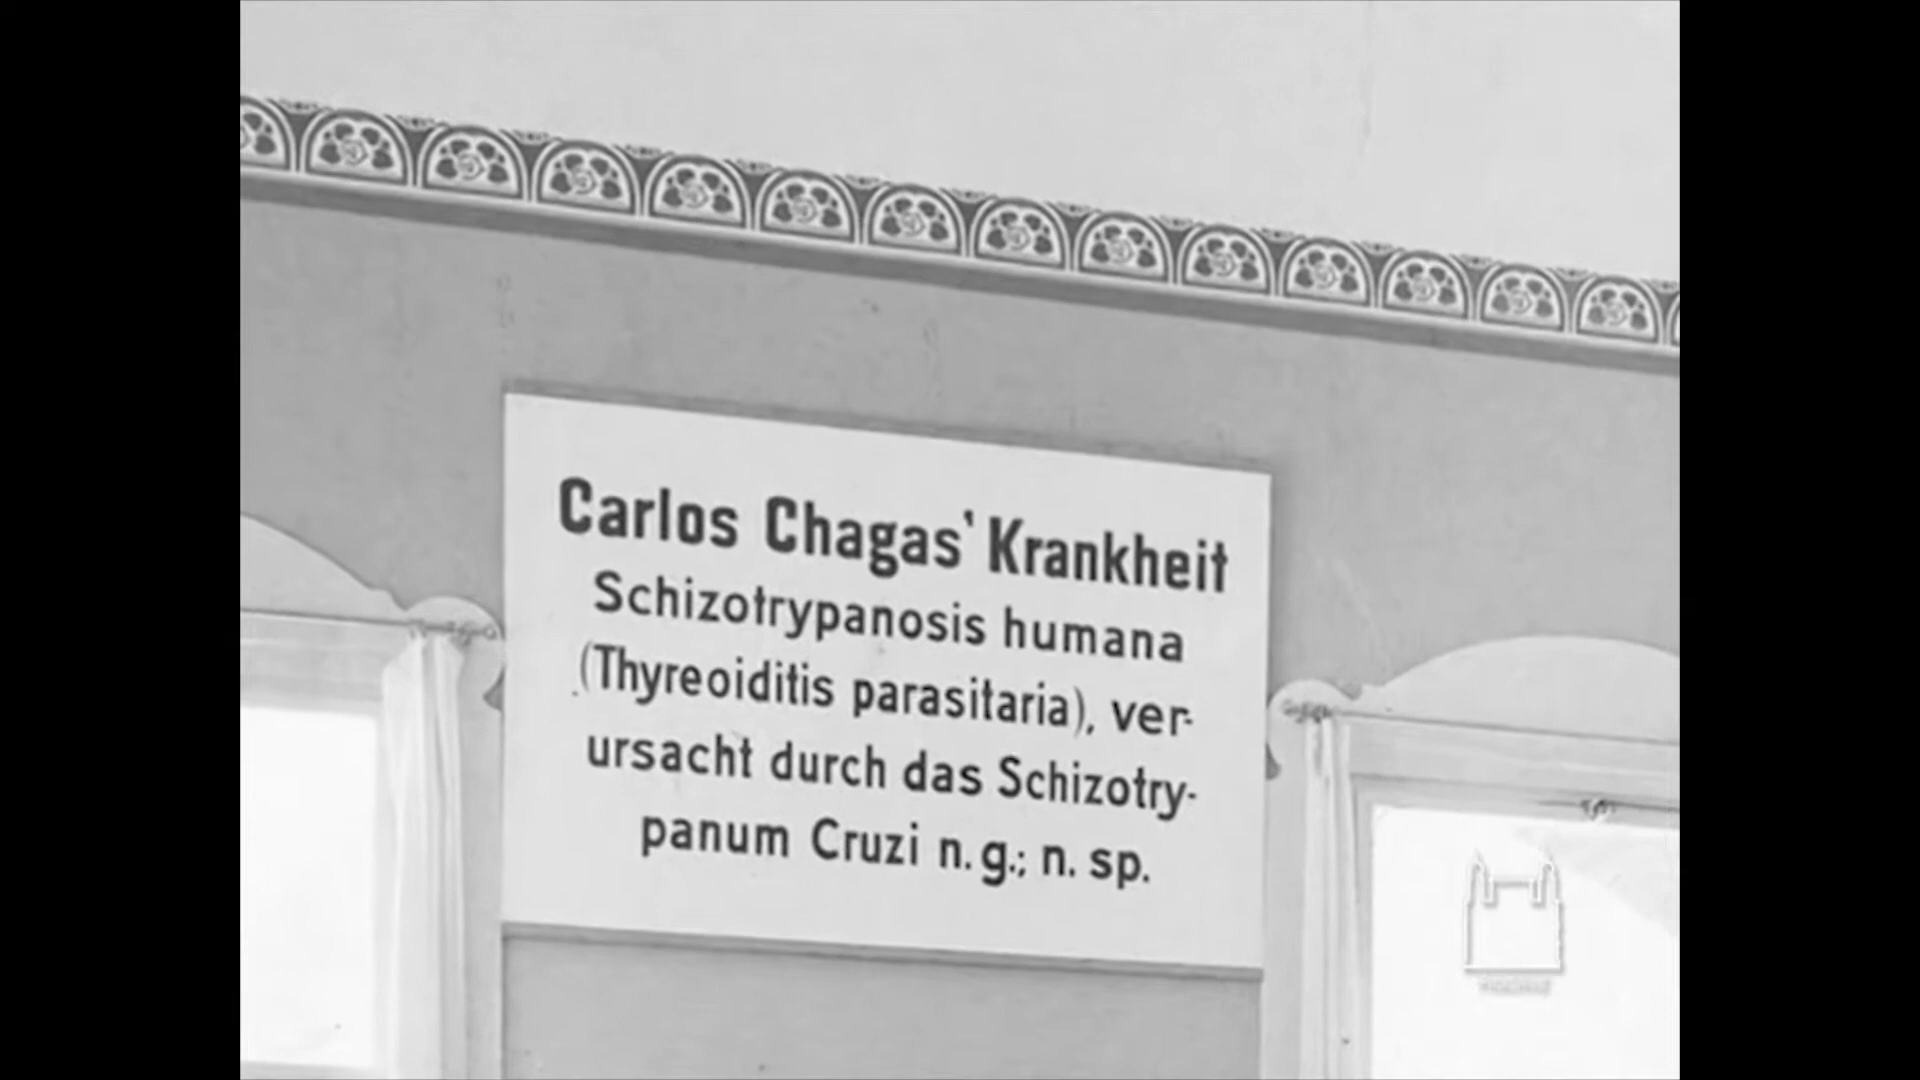 Carlos Chagas' Krankheit
Schizotrypanosis humana
(Thyreoiditis parasitaria), ver-
ursacht durch das Schizotry-
panum Cruzi n. g.; n. sp.